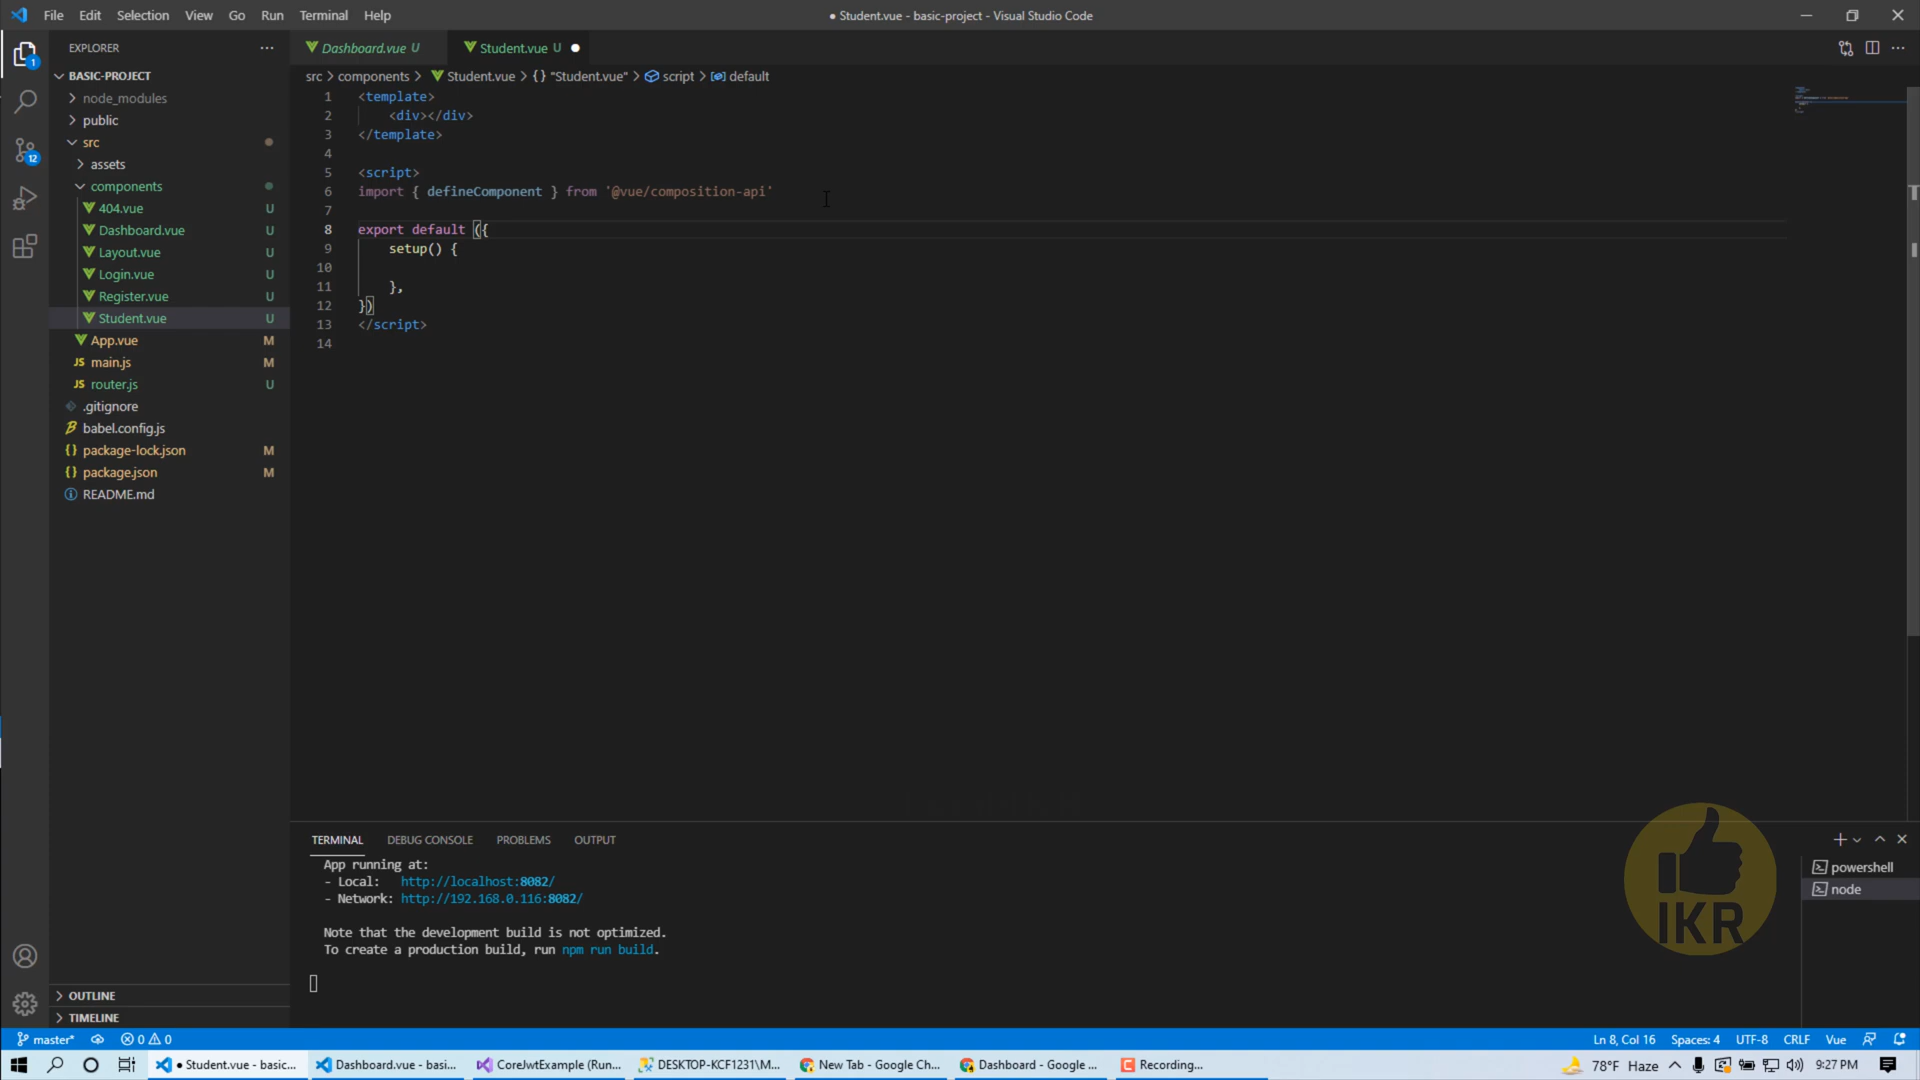 File Edit Selection View Go Run Terminal Help
● Student.vue - basic-project - Visual Studio Code
EXPLORER
Dashboard.vue U
Student.vue U
src > components > Student.vue > {} "Student.vue" > script > default
BASIC-PROJECT
node_modules
public
src
assets
components
404.vue U
Dashboard.vue U
Layout.vue U
Login.vue U
Register.vue U
Student.vue U
App.vue M
JS main.js M
JS router.js U
.gitignore
babel.config.js
{} package-lock.json M
{} package.json M
README.md
1 <template>
2 <div></div>
3 </template>
4
5 <script>
6 import { defineComponent } from '@vue/composition-api'
7
8 export default ({
9 setup() {
10
11 },
12 })
13 </script>
14
1
12
TERMINAL DEBUG CONSOLE PROBLEMS OUTPUT
App running at:
- Local: http://localhost:8082/
- Network: http://192.168.0.116:8082/
Note that the development build is not optimized.
To create a production build, run npm run build.
powershell
node
IKR
OUTLINE
TIMELINE
master* 0 0
Ln 8, Col 16 Spaces: 4 UTF-8 CRLF Vue
● Student.vue - basic...
Dashboard.vue - basi...
CoreJwtExample (Run...
DESKTOP-KCF1231\M...
New Tab - Google Ch...
Dashboard - Google ...
Recording...
78°F Haze
9:27 PM